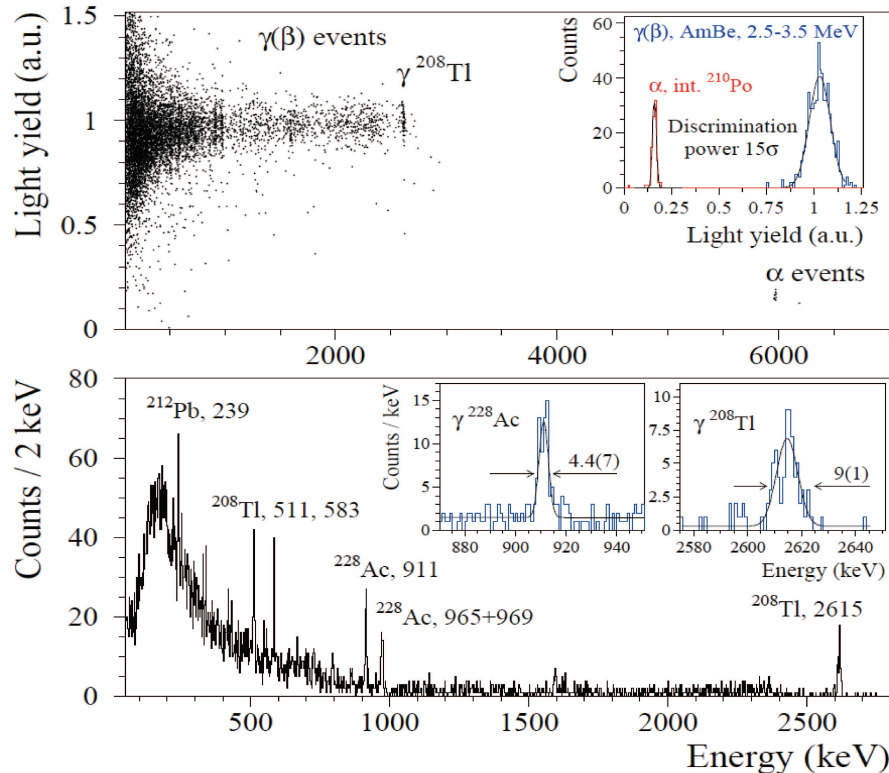 Light yield (a.u.)
1.5
1
0.5
0
γ(β) events
γ ²⁰⁸Tl
α events
2000
4000
6000
Counts
60
40
20
0
γ(β), AmBe, 2.5-3.5 MeV
α, int. ²¹⁰Po
Discrimination
power 15σ
0 0.25 0.5 0.75 1 1.25
Light yield (a.u.)
Counts / 2 keV
80
60
40
20
0
²¹²Pb, 239
²⁰⁸Tl, 511, 583
²²⁸Ac, 911
²²⁸Ac, 965+969
²⁰⁸Tl, 2615
Counts / keV
15
10
5
0
γ ²²⁸Ac
4.4(7)
880 900 920 940
10.0
7.5
5.0
2.5
0
γ ²⁰⁸Tl
9(1)
2580 2600 2620 2640
Energy (keV)
500 1000 1500 2000 2500
Energy (keV)